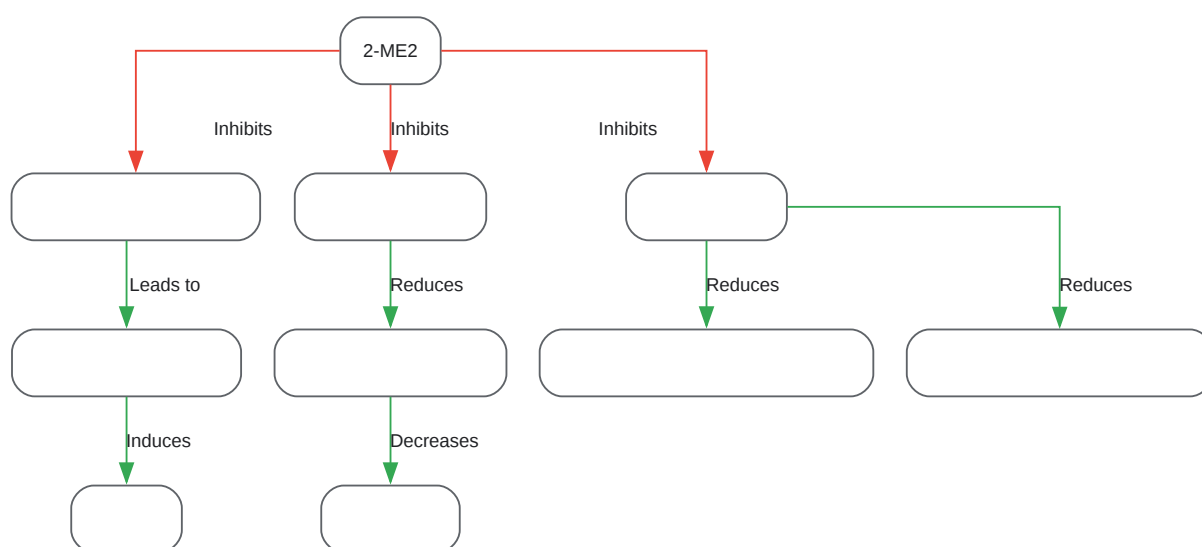 2-ME2
Inhibits
Inhibits
Inhibits
Leads to
Reduces
Reduces
Reduces
Induces
Decreases